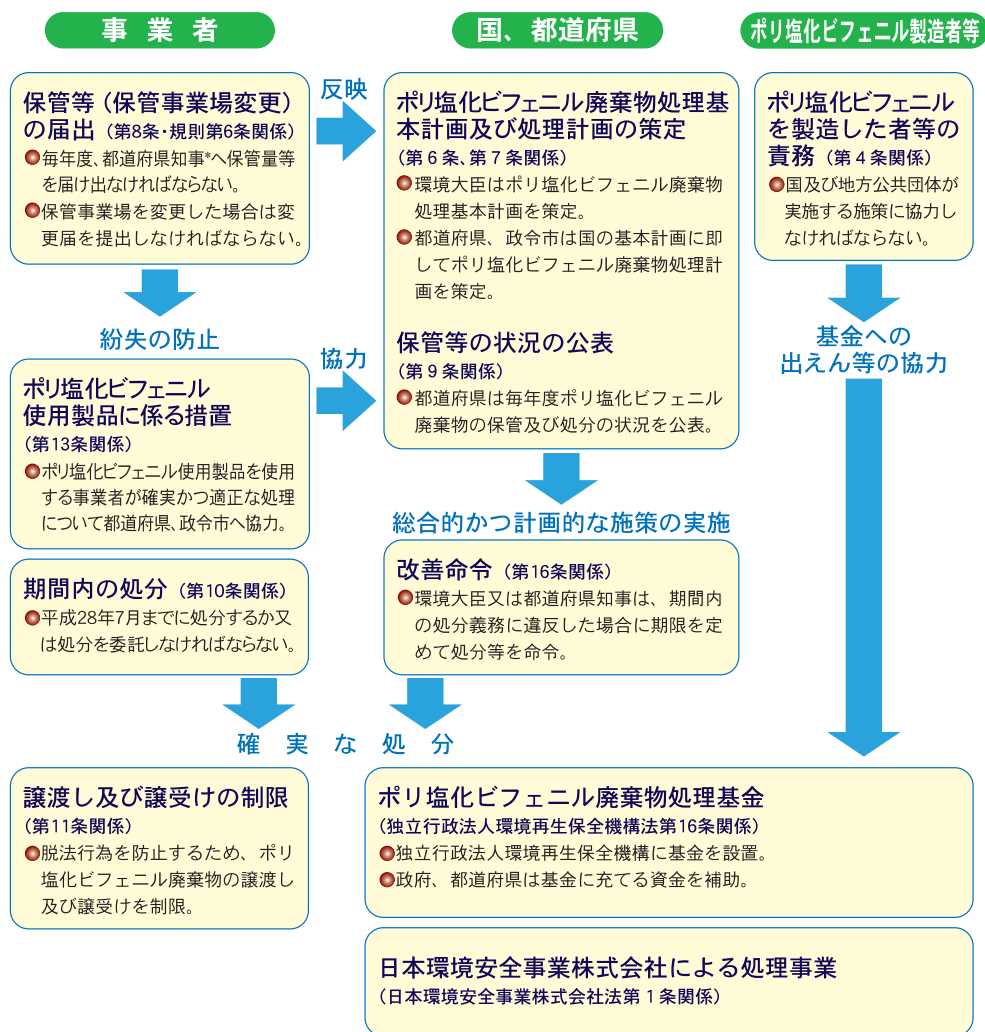 事業者
保管等（保管事業場変更）
の届出（第8条・規則第6条関係）
毎年度、都道府県知事*へ保管量等
を届け出なければならない。
保管事業場を変更した場合は変
更届を提出しなければならない。
紛失の防止
ポリ塩化ビフェニル
使用製品に係る措置
（第13条関係）
ポリ塩化ビフェニル使用製品を使用
する事業者が確実かつ適正な処理
について都道府県、政令市へ協力。
期間内の処分（第10条関係）
平成28年7月までに処分するか又
は処分を委託しなければならない。
反映
協力
国、都道府県
ポリ塩化ビフェニル廃棄物処理基
本計画及び処理計画の策定
（第6条、第7条関係）
環境大臣はポリ塩化ビフェニル廃棄物
処理基本計画を策定。
都道府県、政令市は国の基本計画に即
してポリ塩化ビフェニル廃棄物処理計
画を策定。
保管等の状況の公表
（第9条関係）
都道府県は毎年度ポリ塩化ビフェニル
廃棄物の保管及び処分の状況を公表。
総合的かつ計画的な施策の実施
改善命令（第16条関係）
環境大臣又は都道府県知事は、期間内
の処分義務に違反した場合に期限を定
めて処分等を命令。
ポリ塩化ビフェニル製造者等
ポリ塩化ビフェニル
を製造した者等の
責務（第4条関係）
国及び地方公共団体が
実施する施策に協力し
なければならない。
基金への
出えん等の協力
確実な処分
譲渡し及び譲受けの制限
（第11条関係）
脱法行為を防止するため、ポリ
塩化ビフェニル廃棄物の譲渡し
及び譲受けを制限。
ポリ塩化ビフェニル廃棄物処理基金
（独立行政法人環境再生保全機構法第16条関係）
独立行政法人環境再生保全機構に基金を設置。
政府、都道府県は基金に充てる資金を補助。
日本環境安全事業株式会社による処理事業
（日本環境安全事業株式会社法第1条関係）